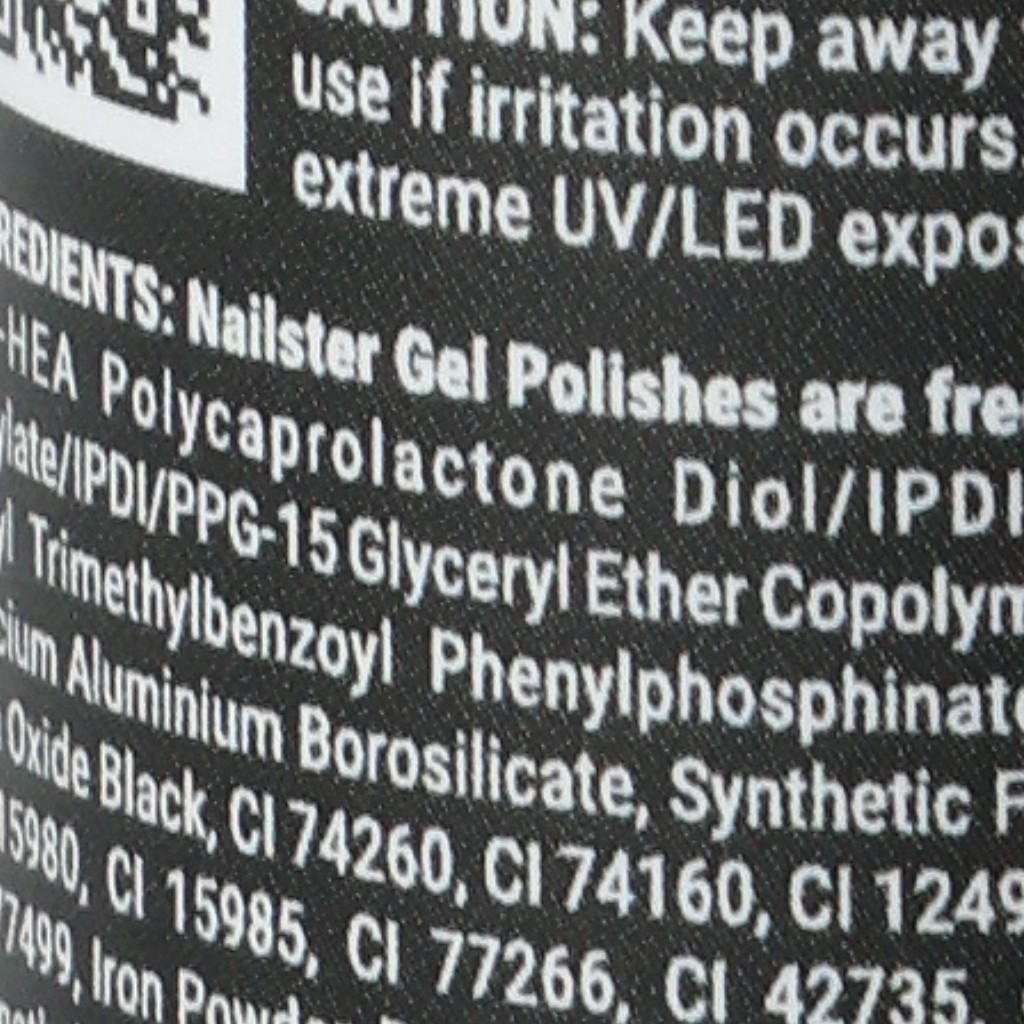 CAUTION: Keep away
use if irritation occurs.
extreme UV/LED expos
REDIENTS: Nailster Gel Polishes are fre
-HEA Polycaprolactone Diol/IPDI
ylate/IPDI/PPG-15 Glyceryl Ether Copolym
yl Trimethylbenzoyl Phenylphosphinate
cium Aluminium Borosilicate, Synthetic F
Oxide Black, CI 74260, CI 74160, CI 1249
15980, CI 15985, CI 77266, CI 42735,
77499, Iron Powder